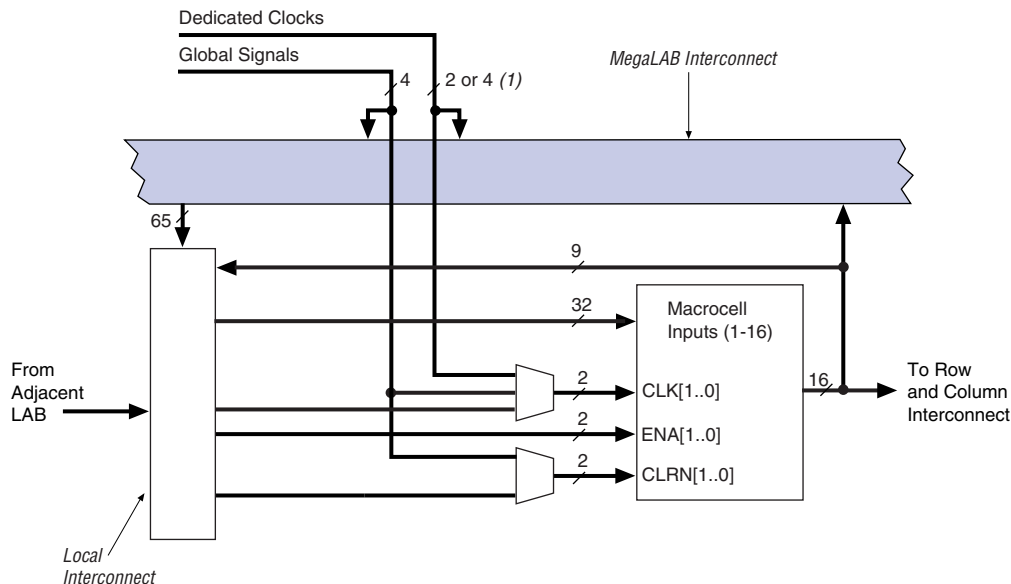 Dedicated Clocks
Global Signals
4
2 or 4 (1)
MegaLAB Interconnect
65
9
32
Macrocell
Inputs (1-16)
From
Adjacent
LAB
2
CLK[1..0]
16
To Row
and Column
Interconnect
2
ENA[1..0]
2
CLRN[1..0]
Local
Interconnect